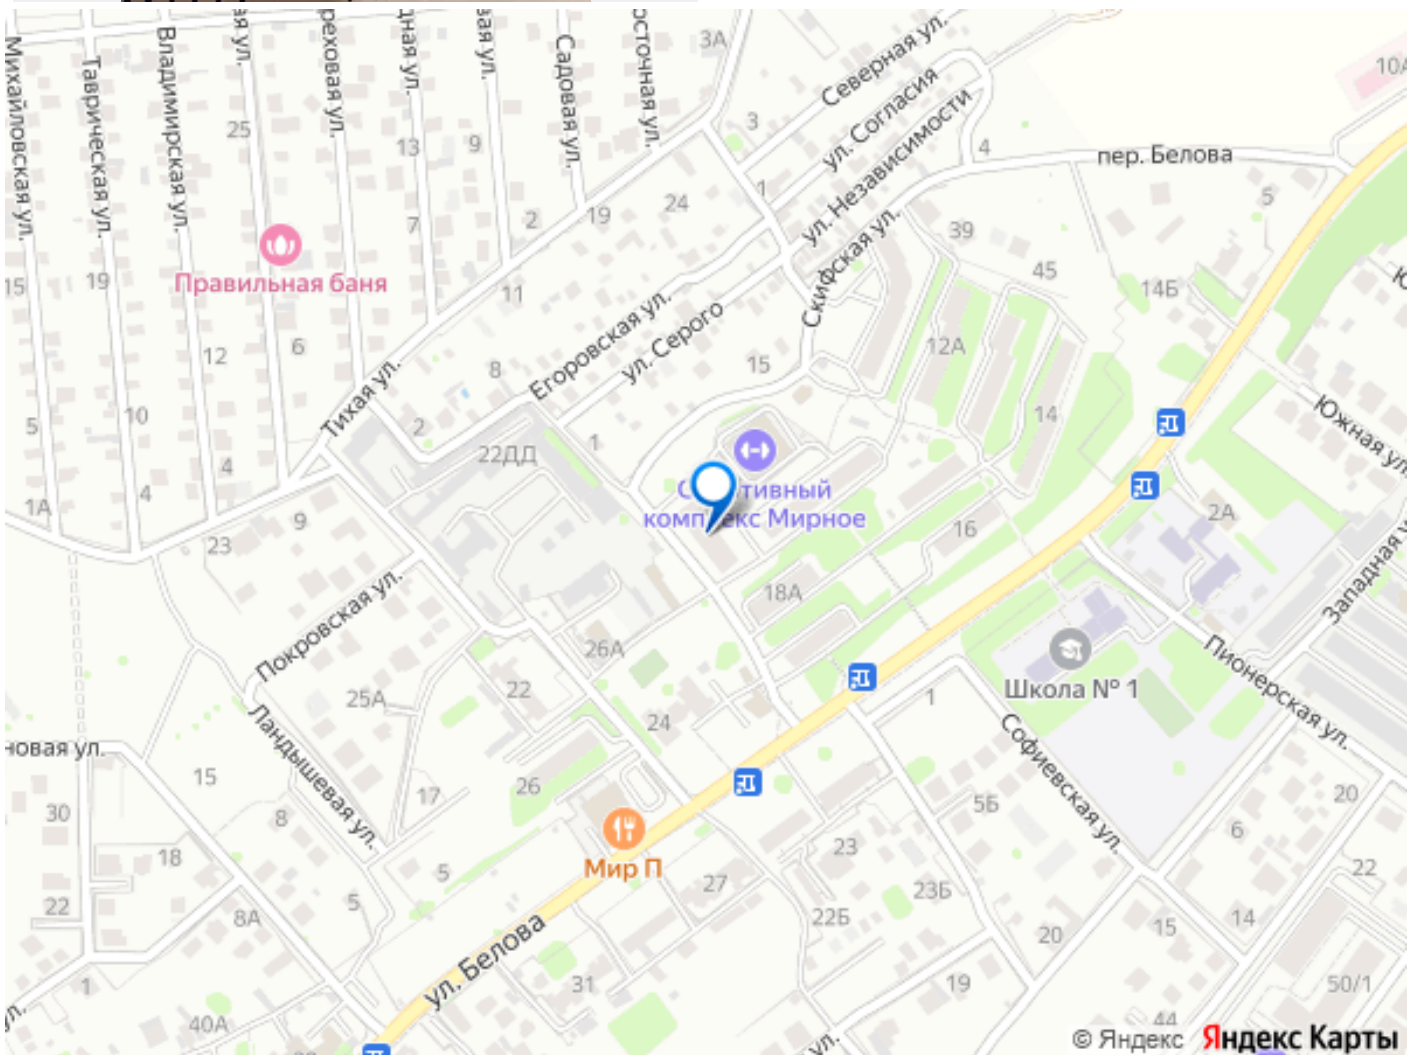 Михайловская ул.
Таврическая ул.
Владимирская ул.
ул.
Садовая ул.
3А
Северная ул.
ул. Согласия
ул. Независимости
10А
25
13
9
3
4
пер. Белова
1
5
24
2
19
7
39
Скифская ул.
Правильная баня
15
19
11
45
14Б
Егоровская ул.
ул. Серого
12
6
8
15
12А
Тихая ул.
5
10
2
14
Южная ул.
22ДД
1
4
Спортивный
комплекс Мирное
1А
4
9
23
16
2А
Западная ул.
Покровская ул.
18А
26А
Школа № 1
Пионерская ул.
25А
22
24
1
Ландышевая ул.
Софиевская ул.
15
26
17
5Б
20
30
8
6
Мир П
18
5
23
22
27
23Б
22
8А
5
22Б
14
15
20
ул. Белова
1
31
19
50/1
40А
44
© Яндекс Яндекс Карты